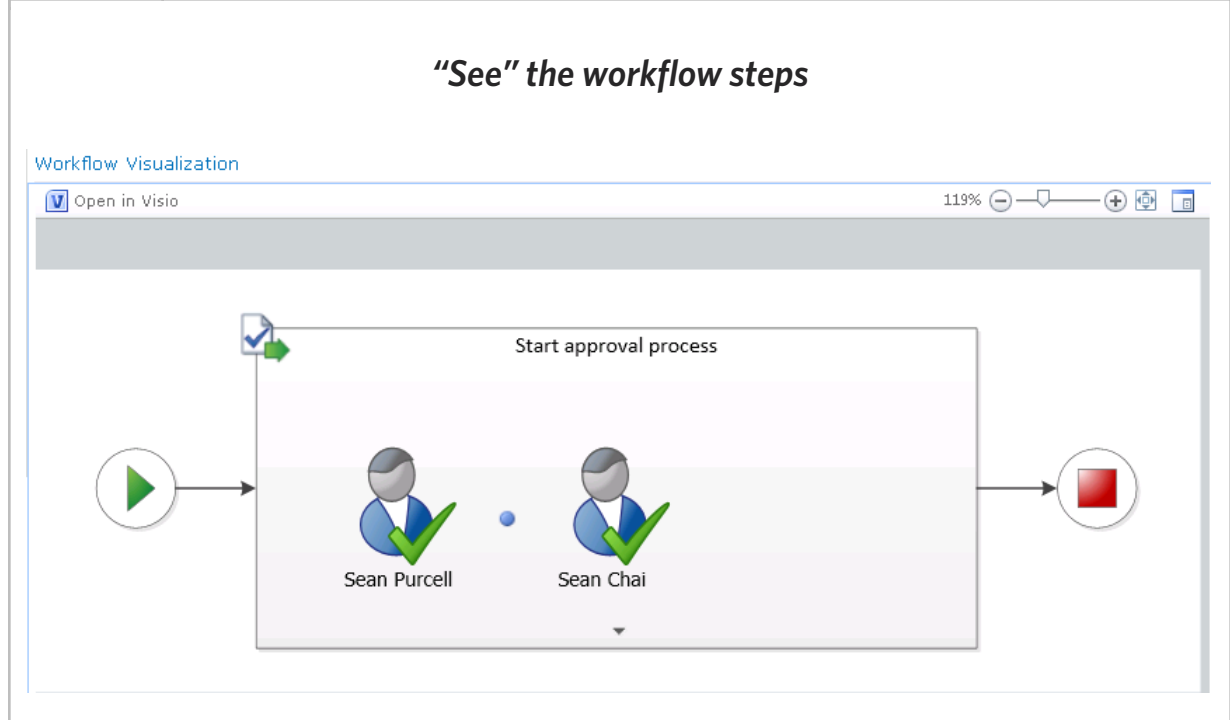 “See” the workflow steps
Workflow Visualization
V Open in Visio
119%
Start approval process
Sean Purcell
Sean Chai